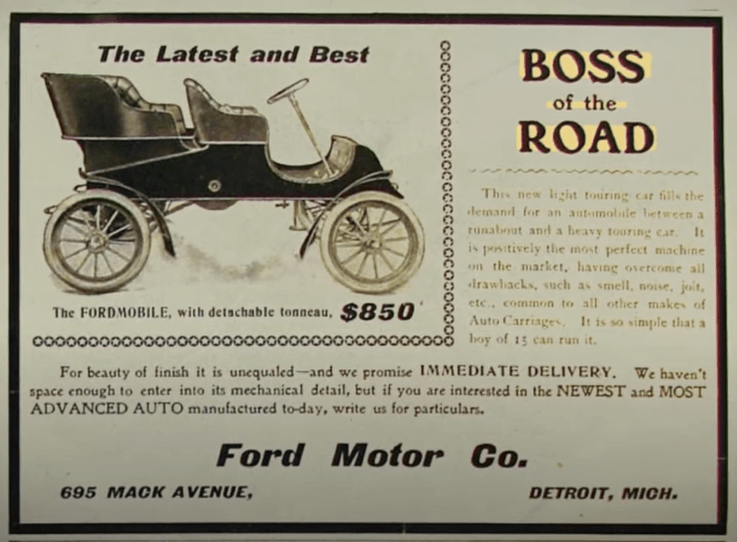 The Latest and Best
The FORDMOBILE, with detachable tonneau, $850
BOSS
of the
ROAD
This new light touring car fills the
demand for an automobile between a
runabout and a heavy touring car. It
is positively the most perfect machine
on the market, having overcome all
drawbacks, such as smell, noise, jolt,
etc., common to all other makes of
Auto Carriages. It is so simple that a
boy of 15 can run it.
For beauty of finish it is unequaled—and we promise IMMEDIATE DELIVERY. We haven't
space enough to enter into its mechanical detail, but if you are interested in the NEWEST and MOST
ADVANCED AUTO manufactured to-day, write us for particulars.
Ford Motor Co.
695 MACK AVENUE, DETROIT, MICH.